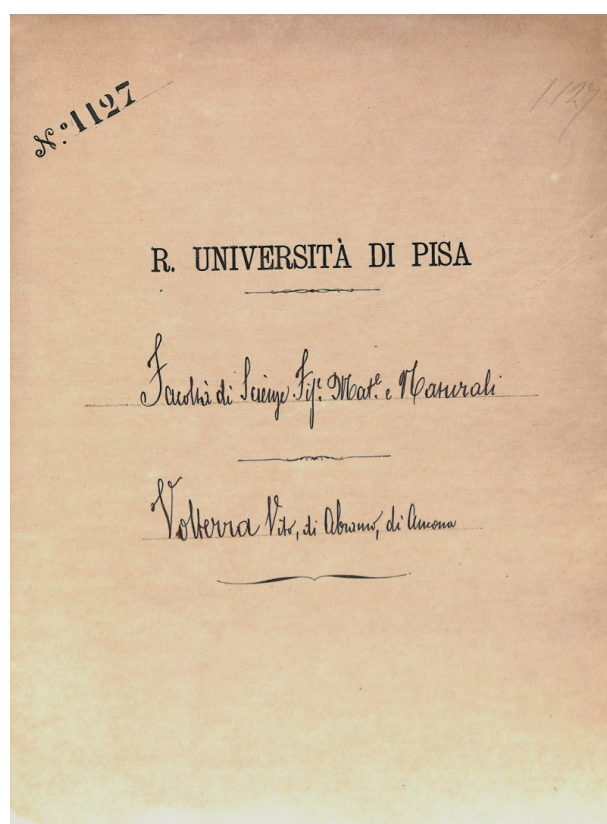 N.º 1127
1127
R. UNIVERSITÀ DI PISA
Facoltà di Scienze Fis.e Mat.e e Naturali
Volterra Vito, di Abramo, di Ancona